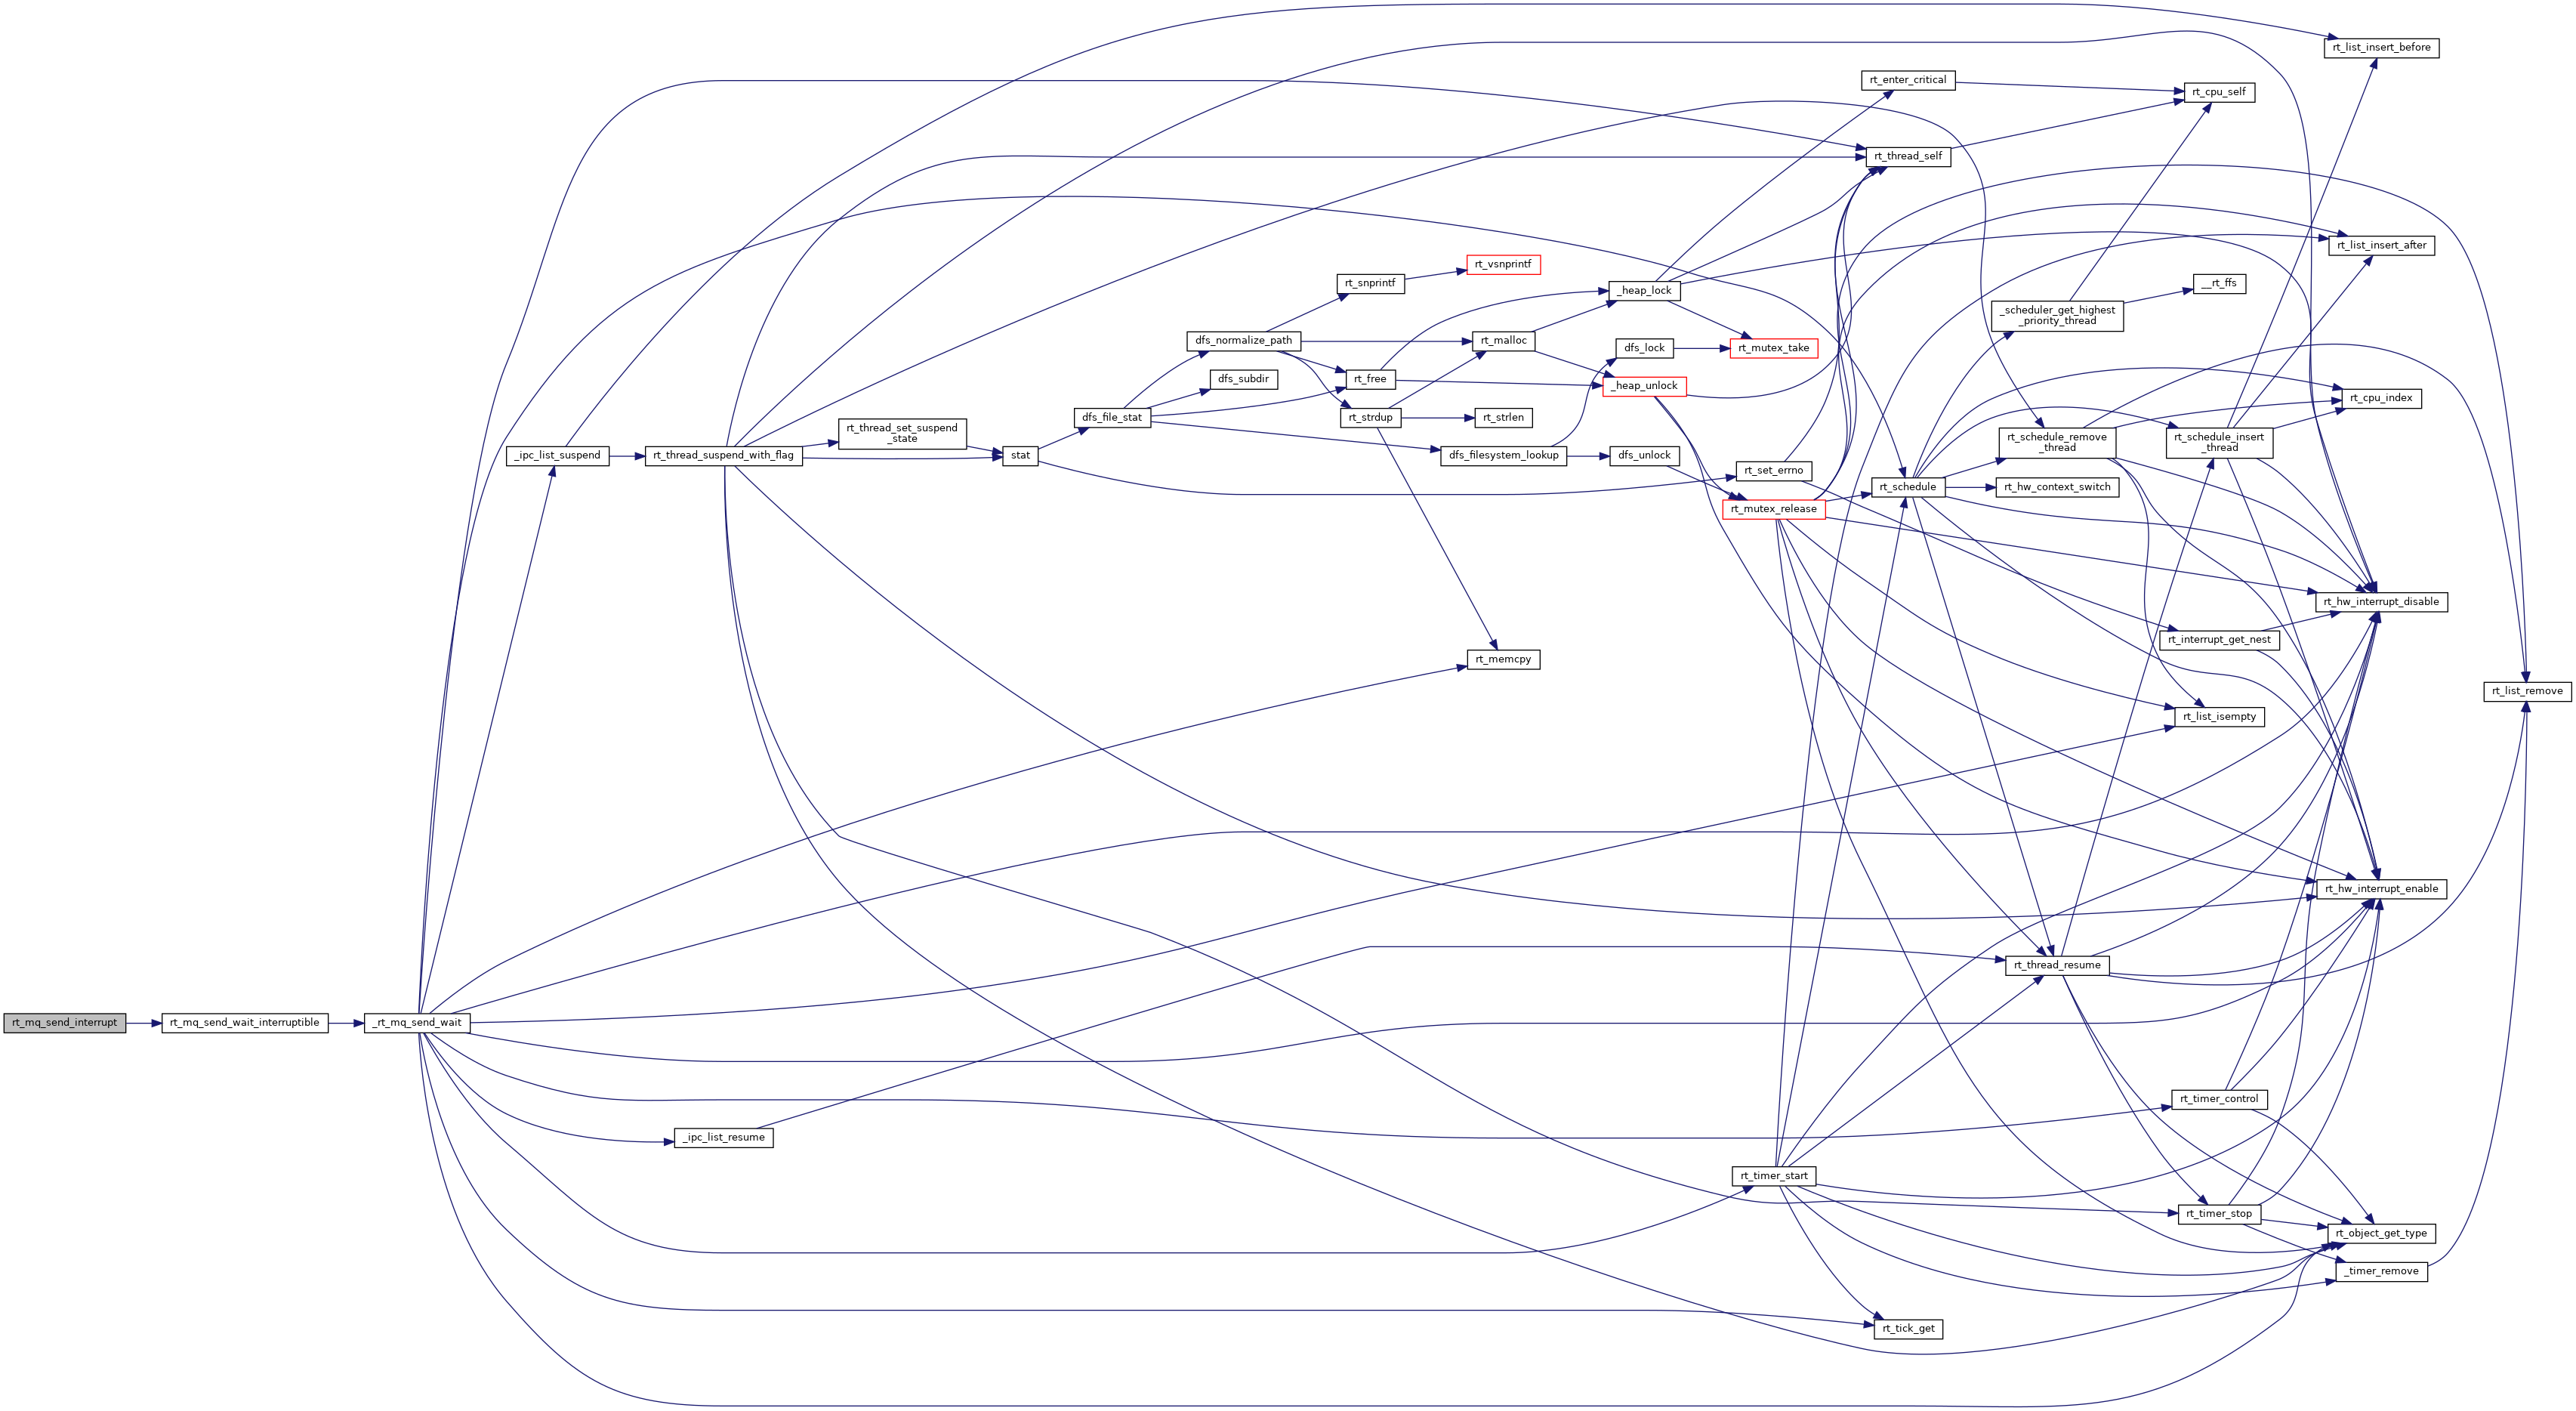 rt_list_insert_before
rt_enter_critical
rt_cpu_self
rt_thread_self
rt_list_insert_after
rt_vsnprintf
rt_snprintf
_heap_lock
__rt_ffs
_scheduler_get_highest
_priority_thread
dfs_normalize_path
rt_malloc
dfs_lock
rt_mutex_take
dfs_subdir
rt_free
_heap_unlock
rt_cpu_index
dfs_file_stat
rt_strdup
rt_strlen
rt_thread_set_suspend
_state
rt_schedule_remove
_thread
rt_schedule_insert
_thread
_ipc_list_suspend
rt_thread_suspend_with_flag
stat
dfs_filesystem_lookup
dfs_unlock
rt_set_errno
rt_schedule
rt_hw_context_switch
rt_mutex_release
rt_hw_interrupt_disable
rt_interrupt_get_nest
rt_memcpy
rt_list_remove
rt_list_isempty
rt_hw_interrupt_enable
rt_thread_resume
rt_mq_send_interrupt
rt_mq_send_wait_interruptible
_rt_mq_send_wait
rt_timer_control
_ipc_list_resume
rt_timer_start
rt_timer_stop
rt_object_get_type
_timer_remove
rt_tick_get